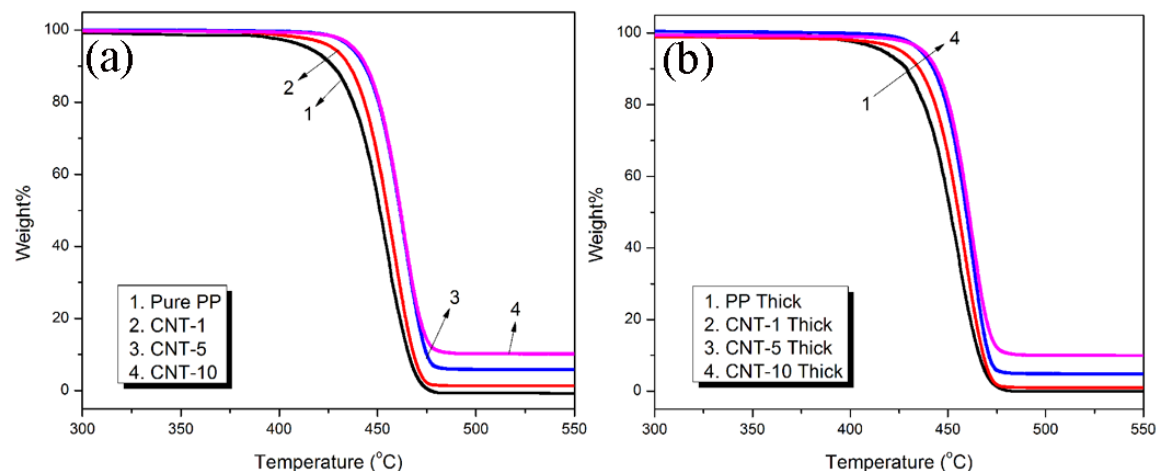 (a)
100
80
60
40
20
0
Weight%
300 350 400 450 500 550
Temperature (°C)
2
1
3
4
1. Pure PP
2. CNT-1
3. CNT-5
4. CNT-10
(b)
100
80
60
40
20
0
Weight%
300 350 400 450 500 550
Temperature (°C)
4
1
1. PP Thick
2. CNT-1 Thick
3. CNT-5 Thick
4. CNT-10 Thick